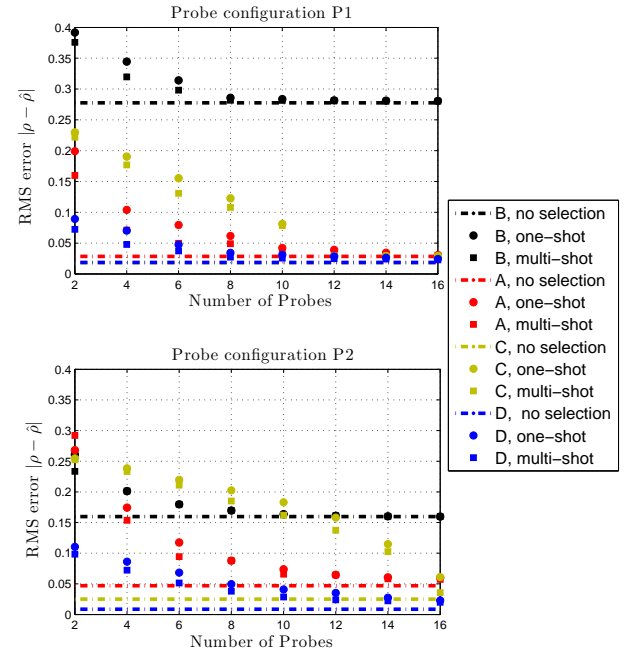 Probe configuration P1
RMS error |ρ − ρ̂|
0.4
0.35
0.3
0.25
0.2
0.15
0.1
0.05
0
2 4 6 8 10 12 14 16
Number of Probes
B, no selection
B, one−shot
B, multi−shot
A, no selection
A, one−shot
A, multi−shot
C, no selection
C, one−shot
C, multi−shot
D, no selection
D, one−shot
D, multi−shot
Probe configuration P2
RMS error |ρ − ρ̂|
0.4
0.35
0.3
0.25
0.2
0.15
0.1
0.05
0
2 4 6 8 10 12 14 16
Number of Probes